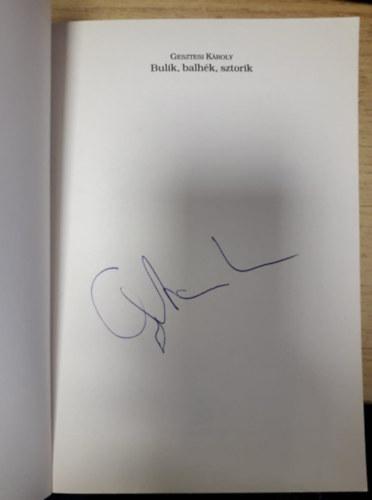 GESZTESI KÁROLY
Bulik, balhék, sztorik